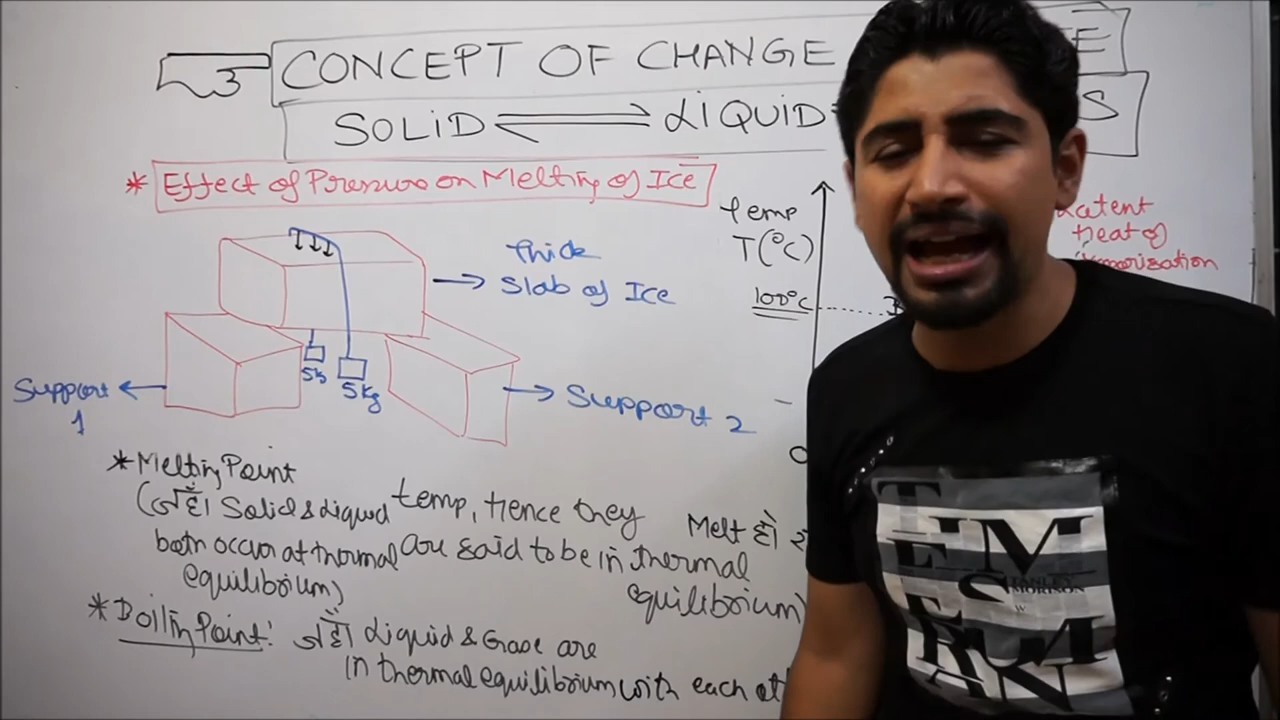 CONCEPT OF CHANGE
SOLID ⇌ LIQUID
S
* Effect of Pressure on Melting of Ice
Thick
Slab of Ice
5kg
5kg
Support
1
Support 2
Temp
T(°C)
100°C
Latent
heat of
* Melting Point
(जहाँ Solid & Liquid temp, Hence they
both occur at thermal are said to be in thermal
equilibrium)
equilibrium)
Melt हो
* Boiling Point: जहाँ Liquid & Gase are
in thermal equilibrium with each
STANLEY
MORISON